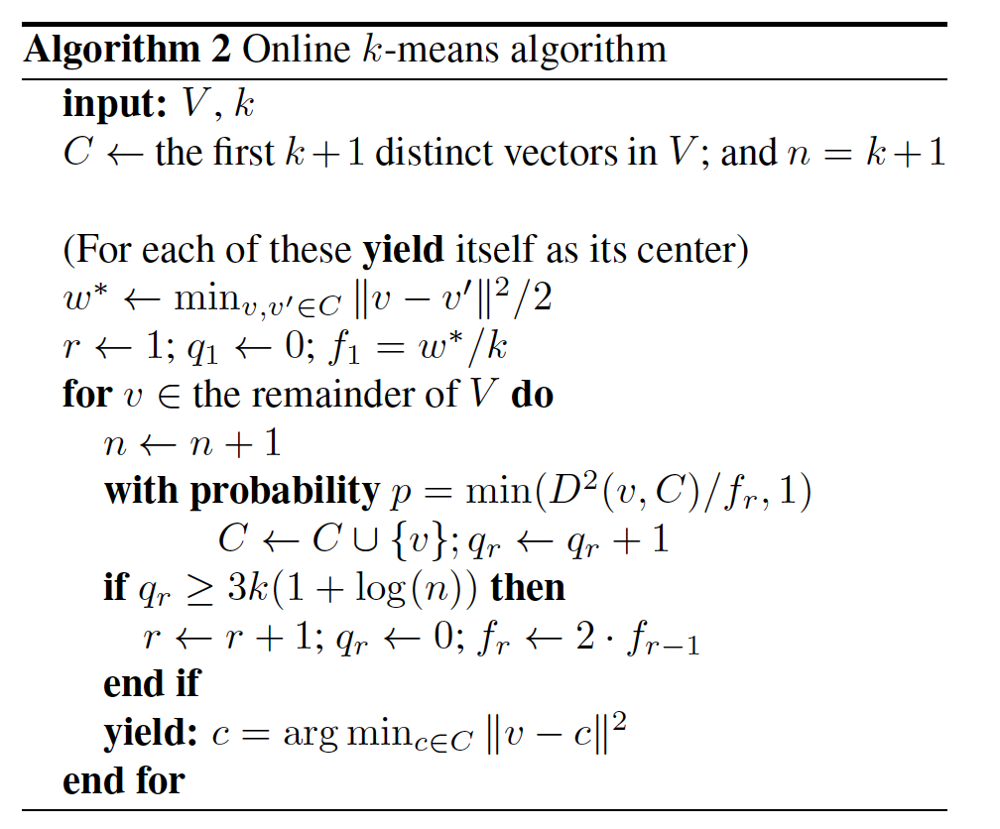 Algorithm 2 Online k-means algorithm
input: V, k
C ← the first k+1 distinct vectors in V; and n = k+1
(For each of these yield itself as its center)
w* ← min_{v,v′∈C} ‖v − v′‖²/2
r ← 1; q₁ ← 0; f₁ = w*/k
for v ∈ the remainder of V do
n ← n + 1
with probability p = min(D²(v, C)/f_r, 1)
C ← C ∪ {v}; q_r ← q_r + 1
if q_r ≥ 3k(1 + log(n)) then
r ← r + 1; q_r ← 0; f_r ← 2 · f_{r−1}
end if
yield: c = arg min_{c∈C} ‖v − c‖²
end for